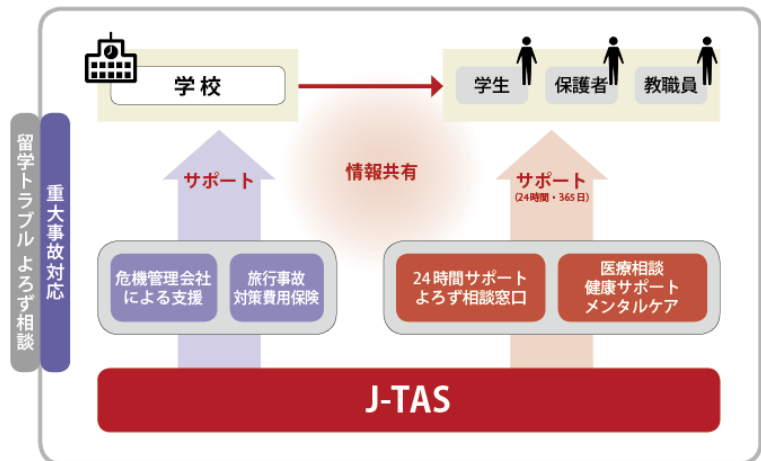 学校
学生
保護者
教職員
留学トラブル よろず相談
重大事故対応
サポート
情報共有
サポート
(24時間・365日)
危機管理会社
による支援
旅行事故
対策費用保険
24時間サポート
よろず相談窓口
医療相談
健康サポート
メンタルケア
J-TAS